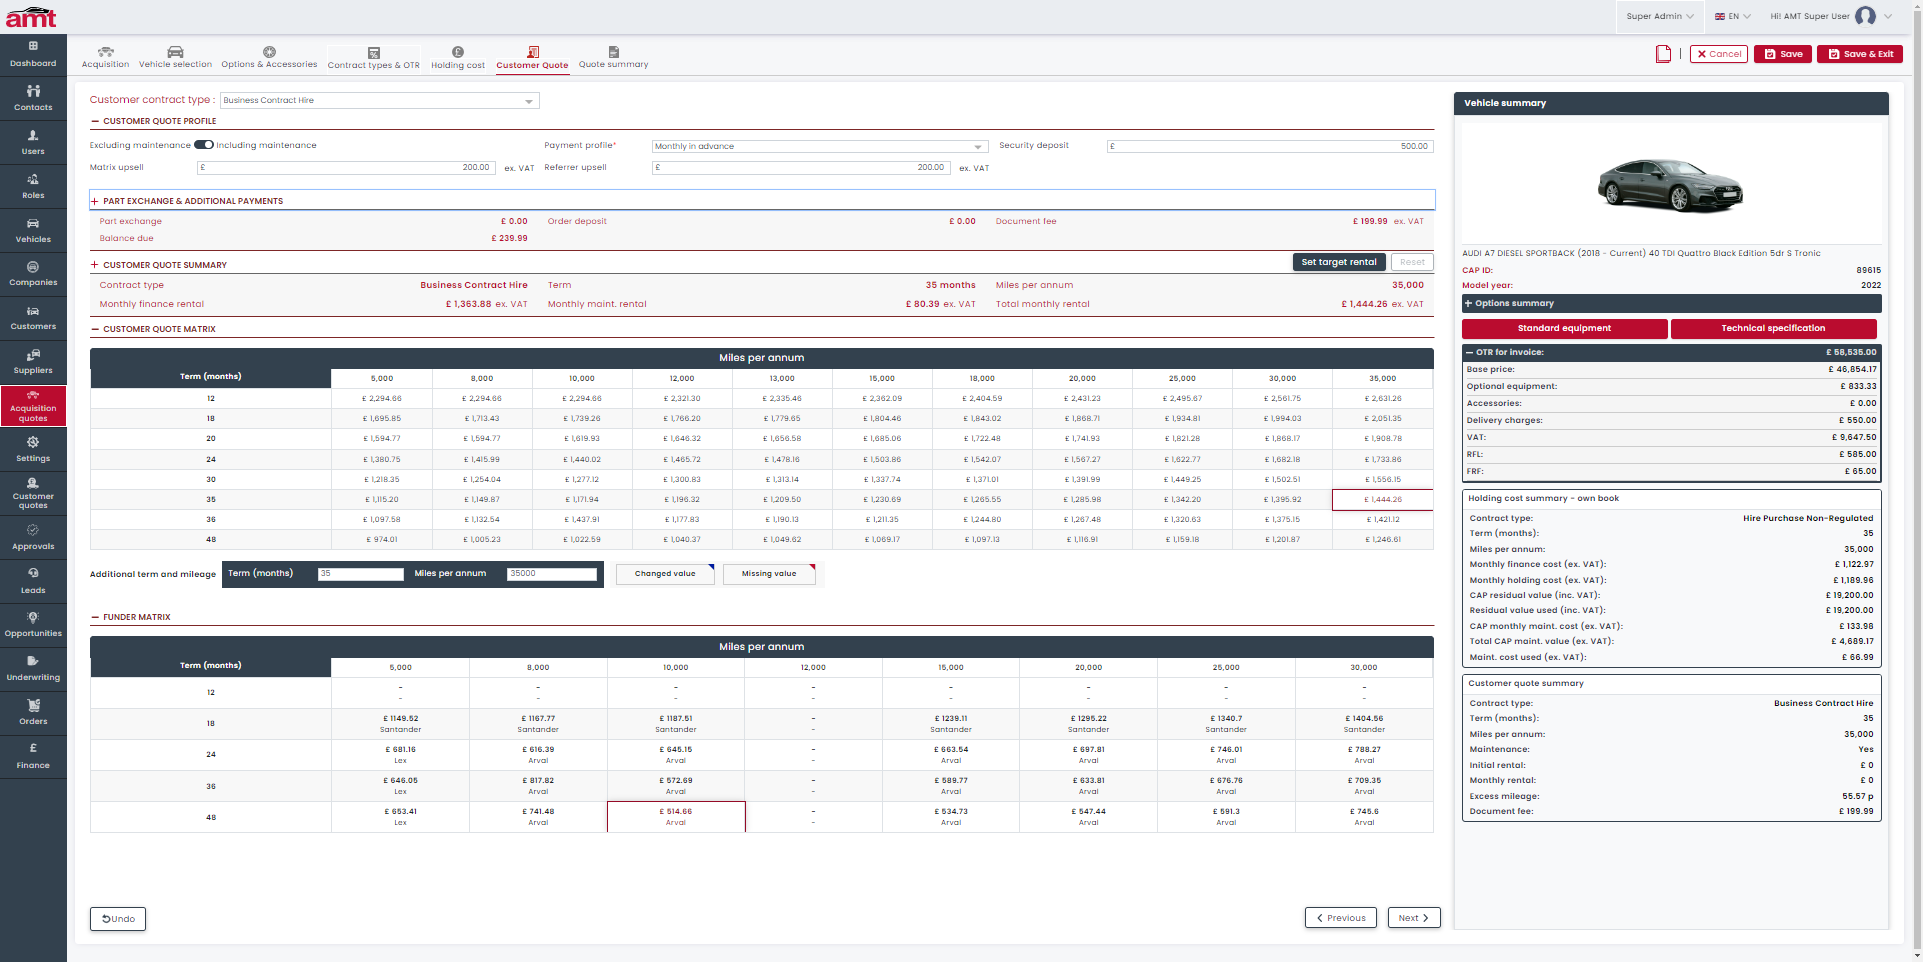 amt
Super Admin
EN
Hi! AMT Super User
Dashboard
Contacts
Users
Roles
Vehicles
Companies
Customers
Suppliers
Acquisition
quotes
Settings
Customer
quotes
Approvals
Leads
Opportunities
Underwriting
Orders
Finance
Acquisition
Vehicle selection
Options & Accessories
Contract types & OTR
Holding cost
Customer Quote
Quote summary
Cancel
Save
Save & Exit
Customer contract type : Business Contract Hire
CUSTOMER QUOTE PROFILE
Excluding maintenance Including maintenance Payment profile* Monthly in advance Security deposit £ 500.00
Matrix upsell £ 200.00 ex. VAT Referrer upsell £ 200.00 ex. VAT
+ PART EXCHANGE & ADDITIONAL PAYMENTS
Part exchange £ 0.00 Order deposit £ 0.00 Document fee £ 199.99 ex. VAT
Balance due £ 239.99
+ CUSTOMER QUOTE SUMMARY Set target rental Reset
Contract type Business Contract Hire Term 35 months Miles per annum 35,000
Monthly finance rental £ 1,363.88 ex. VAT Monthly maint. rental £ 80.39 ex. VAT Total monthly rental £ 1,444.26 ex. VAT
CUSTOMER QUOTE MATRIX
Miles per annum
Term (months) 5,000 8,000 10,000 12,000 13,000 15,000 18,000 20,000 25,000 30,000 35,000
12 £ 2,294.66 £ 2,294.66 £ 2,294.66 £ 2,321.30 £ 2,335.46 £ 2,362.09 £ 2,404.59 £ 2,431.23 £ 2,495.67 £ 2,561.75 £ 2,631.26
18 £ 1,695.85 £ 1,713.43 £ 1,739.26 £ 1,766.20 £ 1,779.65 £ 1,804.46 £ 1,843.02 £ 1,868.71 £ 1,934.81 £ 1,994.03 £ 2,051.35
20 £ 1,594.77 £ 1,594.77 £ 1,619.93 £ 1,646.32 £ 1,656.58 £ 1,685.06 £ 1,722.48 £ 1,741.93 £ 1,821.28 £ 1,868.17 £ 1,908.78
24 £ 1,380.75 £ 1,415.99 £ 1,440.02 £ 1,465.72 £ 1,478.16 £ 1,503.86 £ 1,542.07 £ 1,567.27 £ 1,622.77 £ 1,682.18 £ 1,733.86
30 £ 1,218.35 £ 1,254.04 £ 1,277.12 £ 1,300.83 £ 1,313.14 £ 1,337.74 £ 1,371.01 £ 1,391.99 £ 1,449.25 £ 1,502.51 £ 1,556.15
35 £ 1,115.20 £ 1,149.87 £ 1,171.94 £ 1,196.32 £ 1,209.50 £ 1,230.69 £ 1,265.55 £ 1,285.98 £ 1,342.20 £ 1,395.92 £ 1,444.26
36 £ 1,097.58 £ 1,132.54 £ 1,437.91 £ 1,177.83 £ 1,190.13 £ 1,211.35 £ 1,244.80 £ 1,267.48 £ 1,320.63 £ 1,375.15 £ 1,421.12
48 £ 974.01 £ 1,005.23 £ 1,022.59 £ 1,040.37 £ 1,049.62 £ 1,069.17 £ 1,097.13 £ 1,116.91 £ 1,159.18 £ 1,201.87 £ 1,246.61
Additional term and mileage Term (months) 35 Miles per annum 35000 Changed value Missing value
FUNDER MATRIX
Miles per annum
Term (months) 5,000 8,000 10,000 12,000 15,000 20,000 25,000 30,000
12 - - - - - - - -
- - - - - - - -
18 £ 1149.52 £ 1167.77 £ 1187.51 - £ 1239.11 £ 1295.22 £ 1340.7 £ 1404.56
Santander Santander Santander - Santander Santander Santander Santander
24 £ 681.16 £ 616.39 £ 645.15 - £ 663.54 £ 697.81 £ 746.01 £ 788.27
Lex Arval Arval - Arval Arval Arval Arval
36 £ 646.05 £ 817.82 £ 572.69 - £ 589.77 £ 633.81 £ 676.76 £ 709.35
Lex Arval Arval - Arval Arval Arval Arval
48 £ 653.41 £ 741.48 £ 514.66 - £ 534.73 £ 547.44 £ 591.3 £ 745.6
Lex Arval Arval - Arval Arval Arval Arval
Undo
Previous
Next
Vehicle summary
AUDI A7 DIESEL SPORTBACK (2018 - Current) 40 TDI Quattro Black Edition 5dr S Tronic
CAP ID: 89615
Model year: 2022
+ Options summary
Standard equipment Technical specification
OTR for invoice: £ 58,535.00
Base price: £ 46,854.17
Optional equipment: £ 833.33
Accessories: £ 0.00
Delivery charges: £ 550.00
VAT: £ 9,647.50
RFL: £ 585.00
FRF: £ 65.00
Holding cost summary - own book
Contract type: Hire Purchase Non-Regulated
Term (months): 35
Miles per annum: 35,000
Monthly finance cost (ex. VAT): £ 1,122.97
Monthly holding cost (ex. VAT): £ 1,189.96
CAP residual value (inc. VAT): £ 19,200.00
Residual value used (inc. VAT): £ 19,200.00
CAP monthly maint. cost (ex. VAT): £ 133.98
Total CAP maint. value (ex. VAT): £ 4,689.17
Maint. cost used (ex. VAT): £ 66.99
Customer quote summary
Contract type: Business Contract Hire
Term (months): 35
Miles per annum: 35,000
Maintenance: Yes
Initial rental: £ 0
Monthly rental: £ 0
Excess mileage: 55.57 p
Document fee: £ 199.99